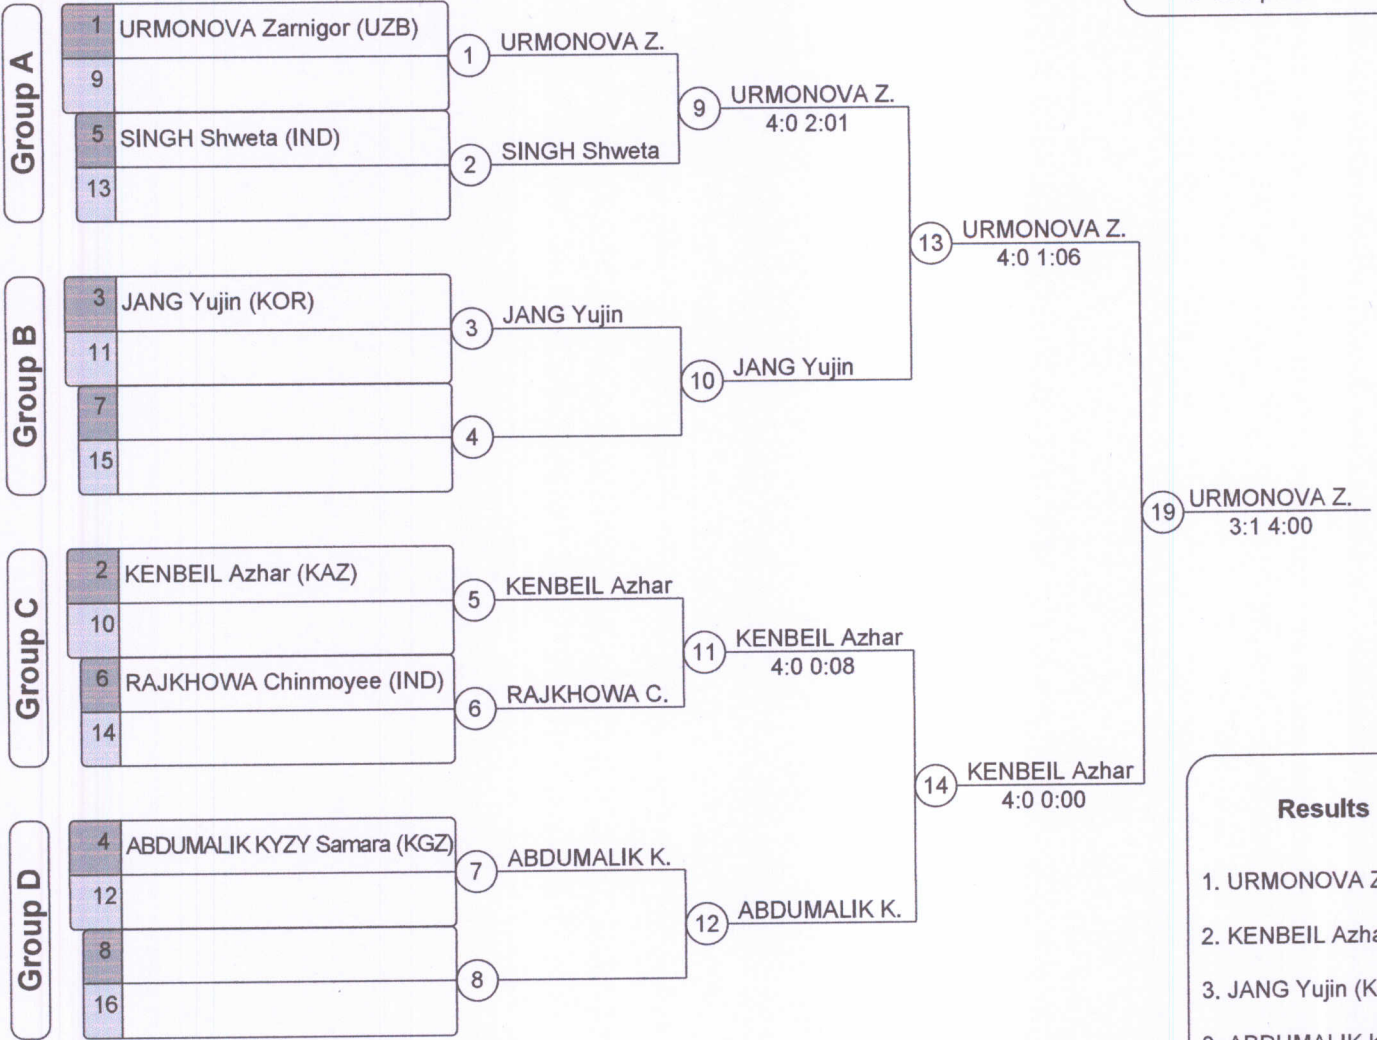 Group A
1 URMONOVA Zarnigor (UZB)
9
5 SINGH Shweta (IND)
13
1 URMONOVA Z.
2 SINGH Shweta
9 URMONOVA Z.
4:0 2:01
Group B
3 JANG Yujin (KOR)
11
7
15
3 JANG Yujin
4
10 JANG Yujin
13 URMONOVA Z.
4:0 1:06
Group C
2 KENBEIL Azhar (KAZ)
10
6 RAJKHOWA Chinmoyee (IND)
14
5 KENBEIL Azhar
6 RAJKHOWA C.
11 KENBEIL Azhar
4:0 0:08
Group D
4 ABDUMALIK KYZY Samara (KGZ)
12
8
16
7 ABDUMALIK K.
8
12 ABDUMALIK K.
14 KENBEIL Azhar
4:0 0:00
19 URMONOVA Z.
3:1 4:00
Results
1. URMONOVA Z
2. KENBEIL Azha
3. JANG Yujin (K